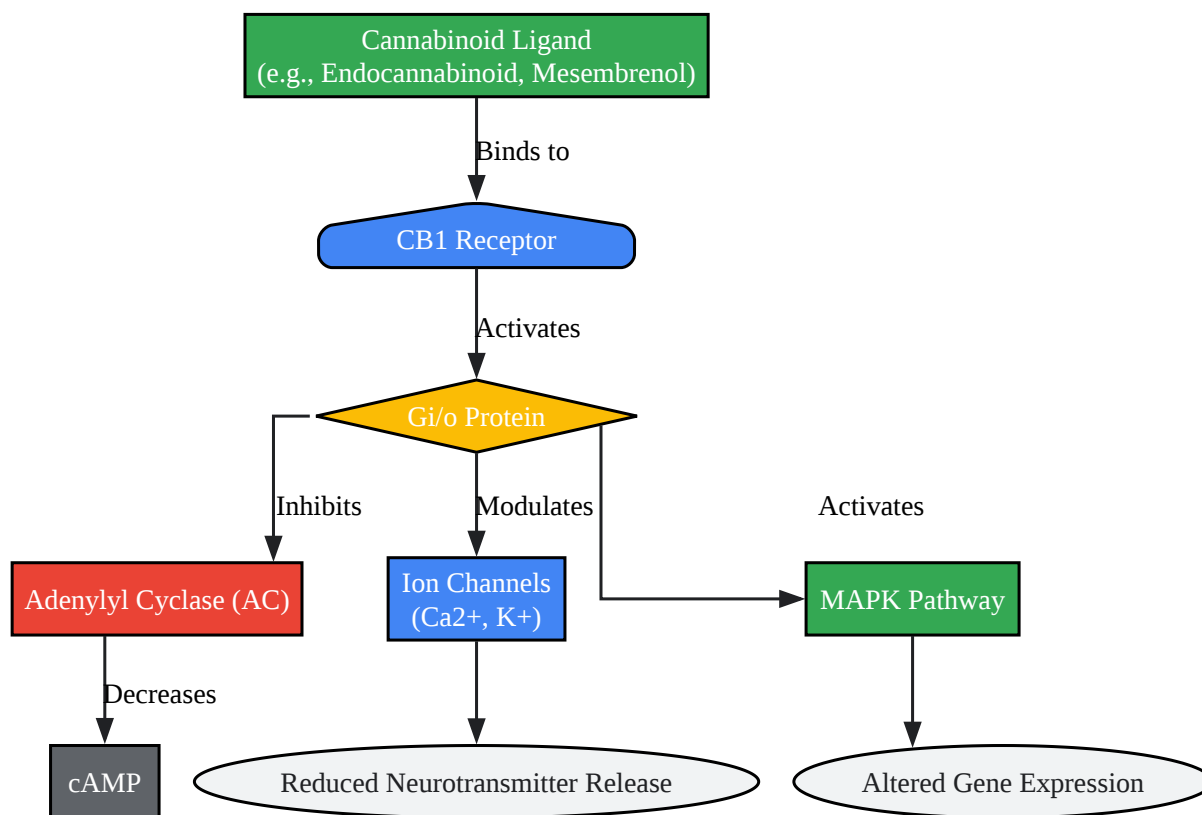 Cannabinoid Ligand
(e.g., Endocannabinoid, Mesembrenol)
Binds to
CB1 Receptor
Activates
Gi/o Protein
Inhibits
Modulates
Activates
Adenylyl Cyclase (AC)
Ion Channels
(Ca2+, K+)
MAPK Pathway
Decreases
cAMP
Reduced Neurotransmitter Release
Altered Gene Expression